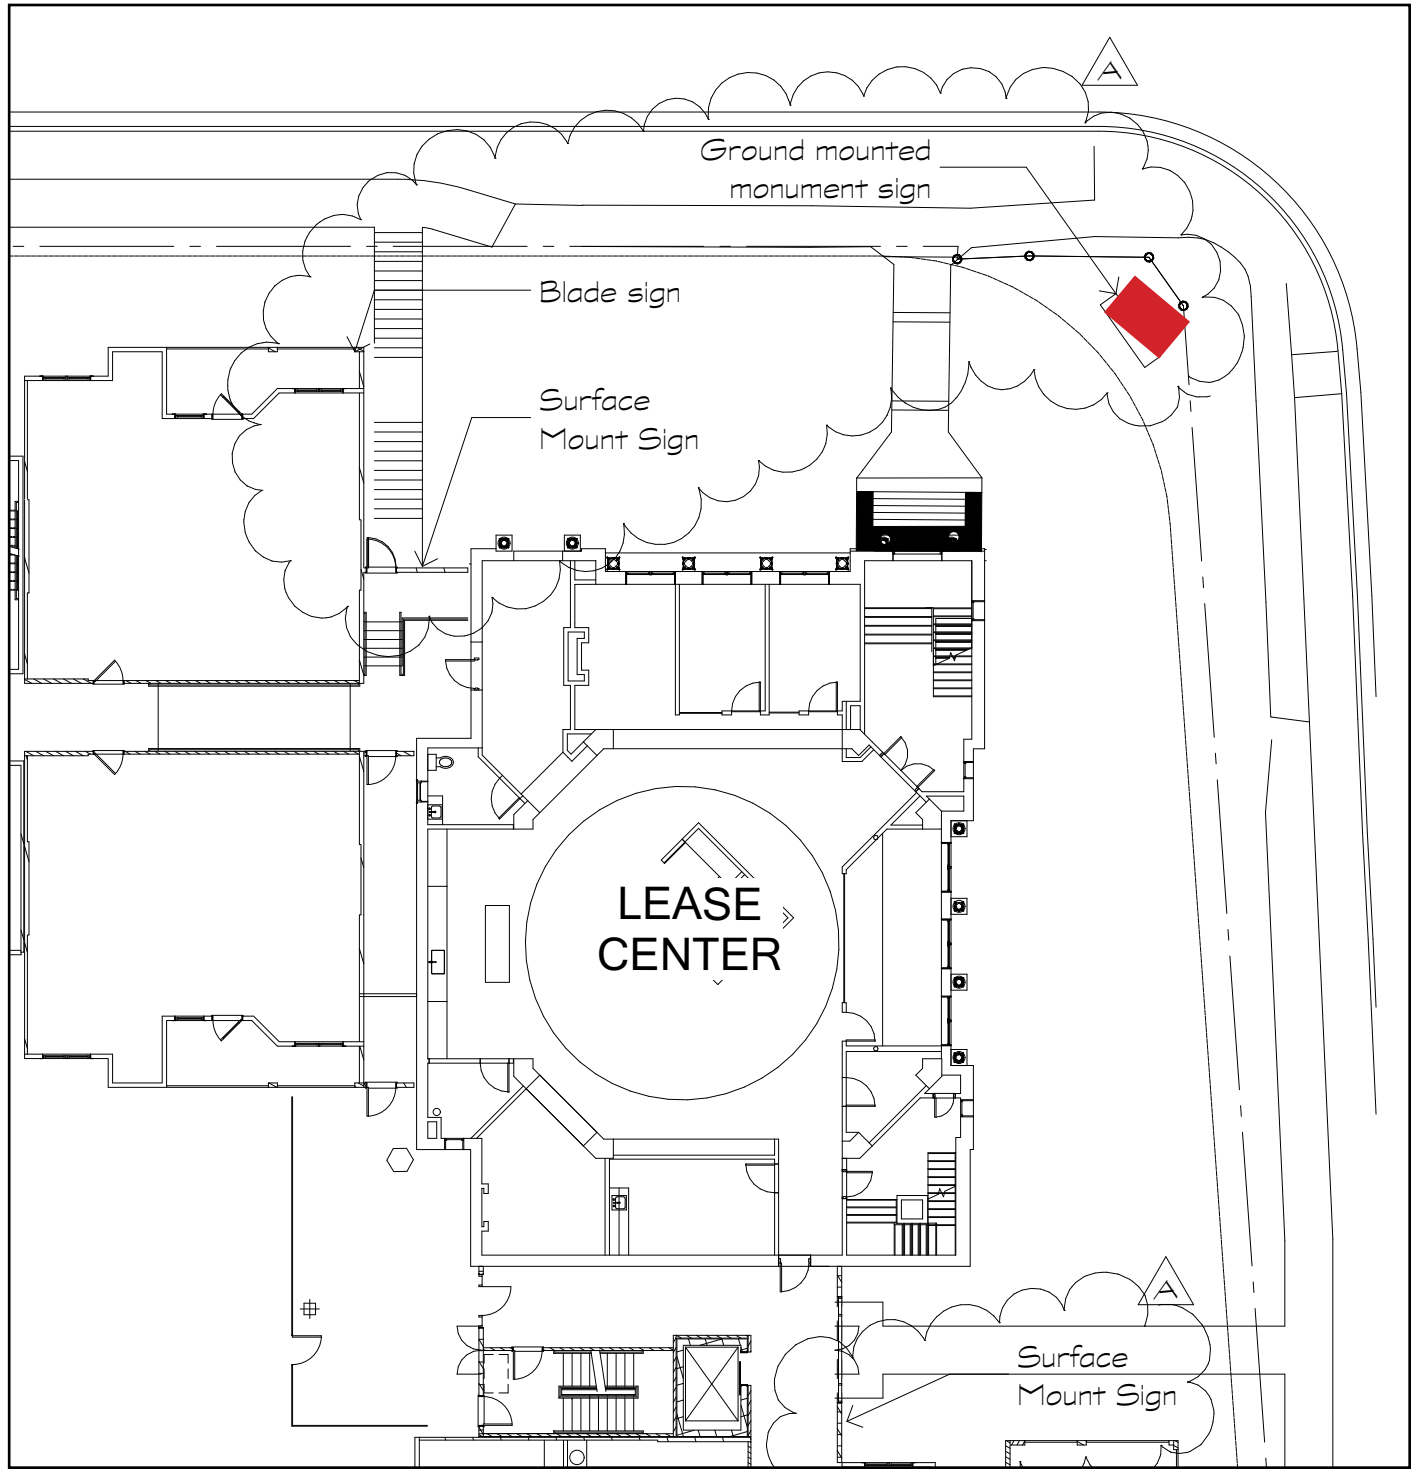 A
Ground mounted
monument sign
Blade sign
Surface
Mount Sign
LEASE
CENTER
A
Surface
Mount Sign